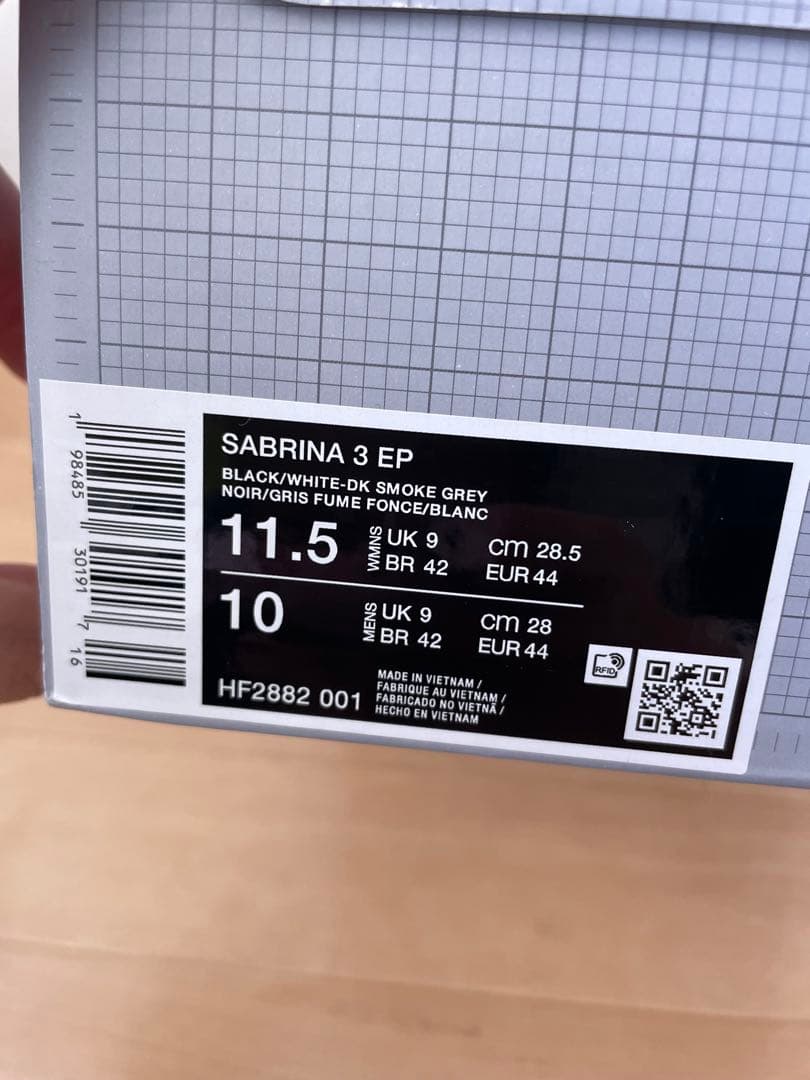 SABRINA 3 EP
BLACK/WHITE-DK SMOKE GREY
NOIR/GRIS FUME FONCE/BLANC
11.5 WMNS UK 9 cm 28.5
BR 42 EUR 44
10 MENS UK 9 cm 28
BR 42 EUR 44
HF2882 001
MADE IN VIETNAM /
FABRIQUE AU VIETNAM /
FABRICADO NO VIETNÃ /
HECHO EN VIETNAM
RFID
1 98485 30191 7 16